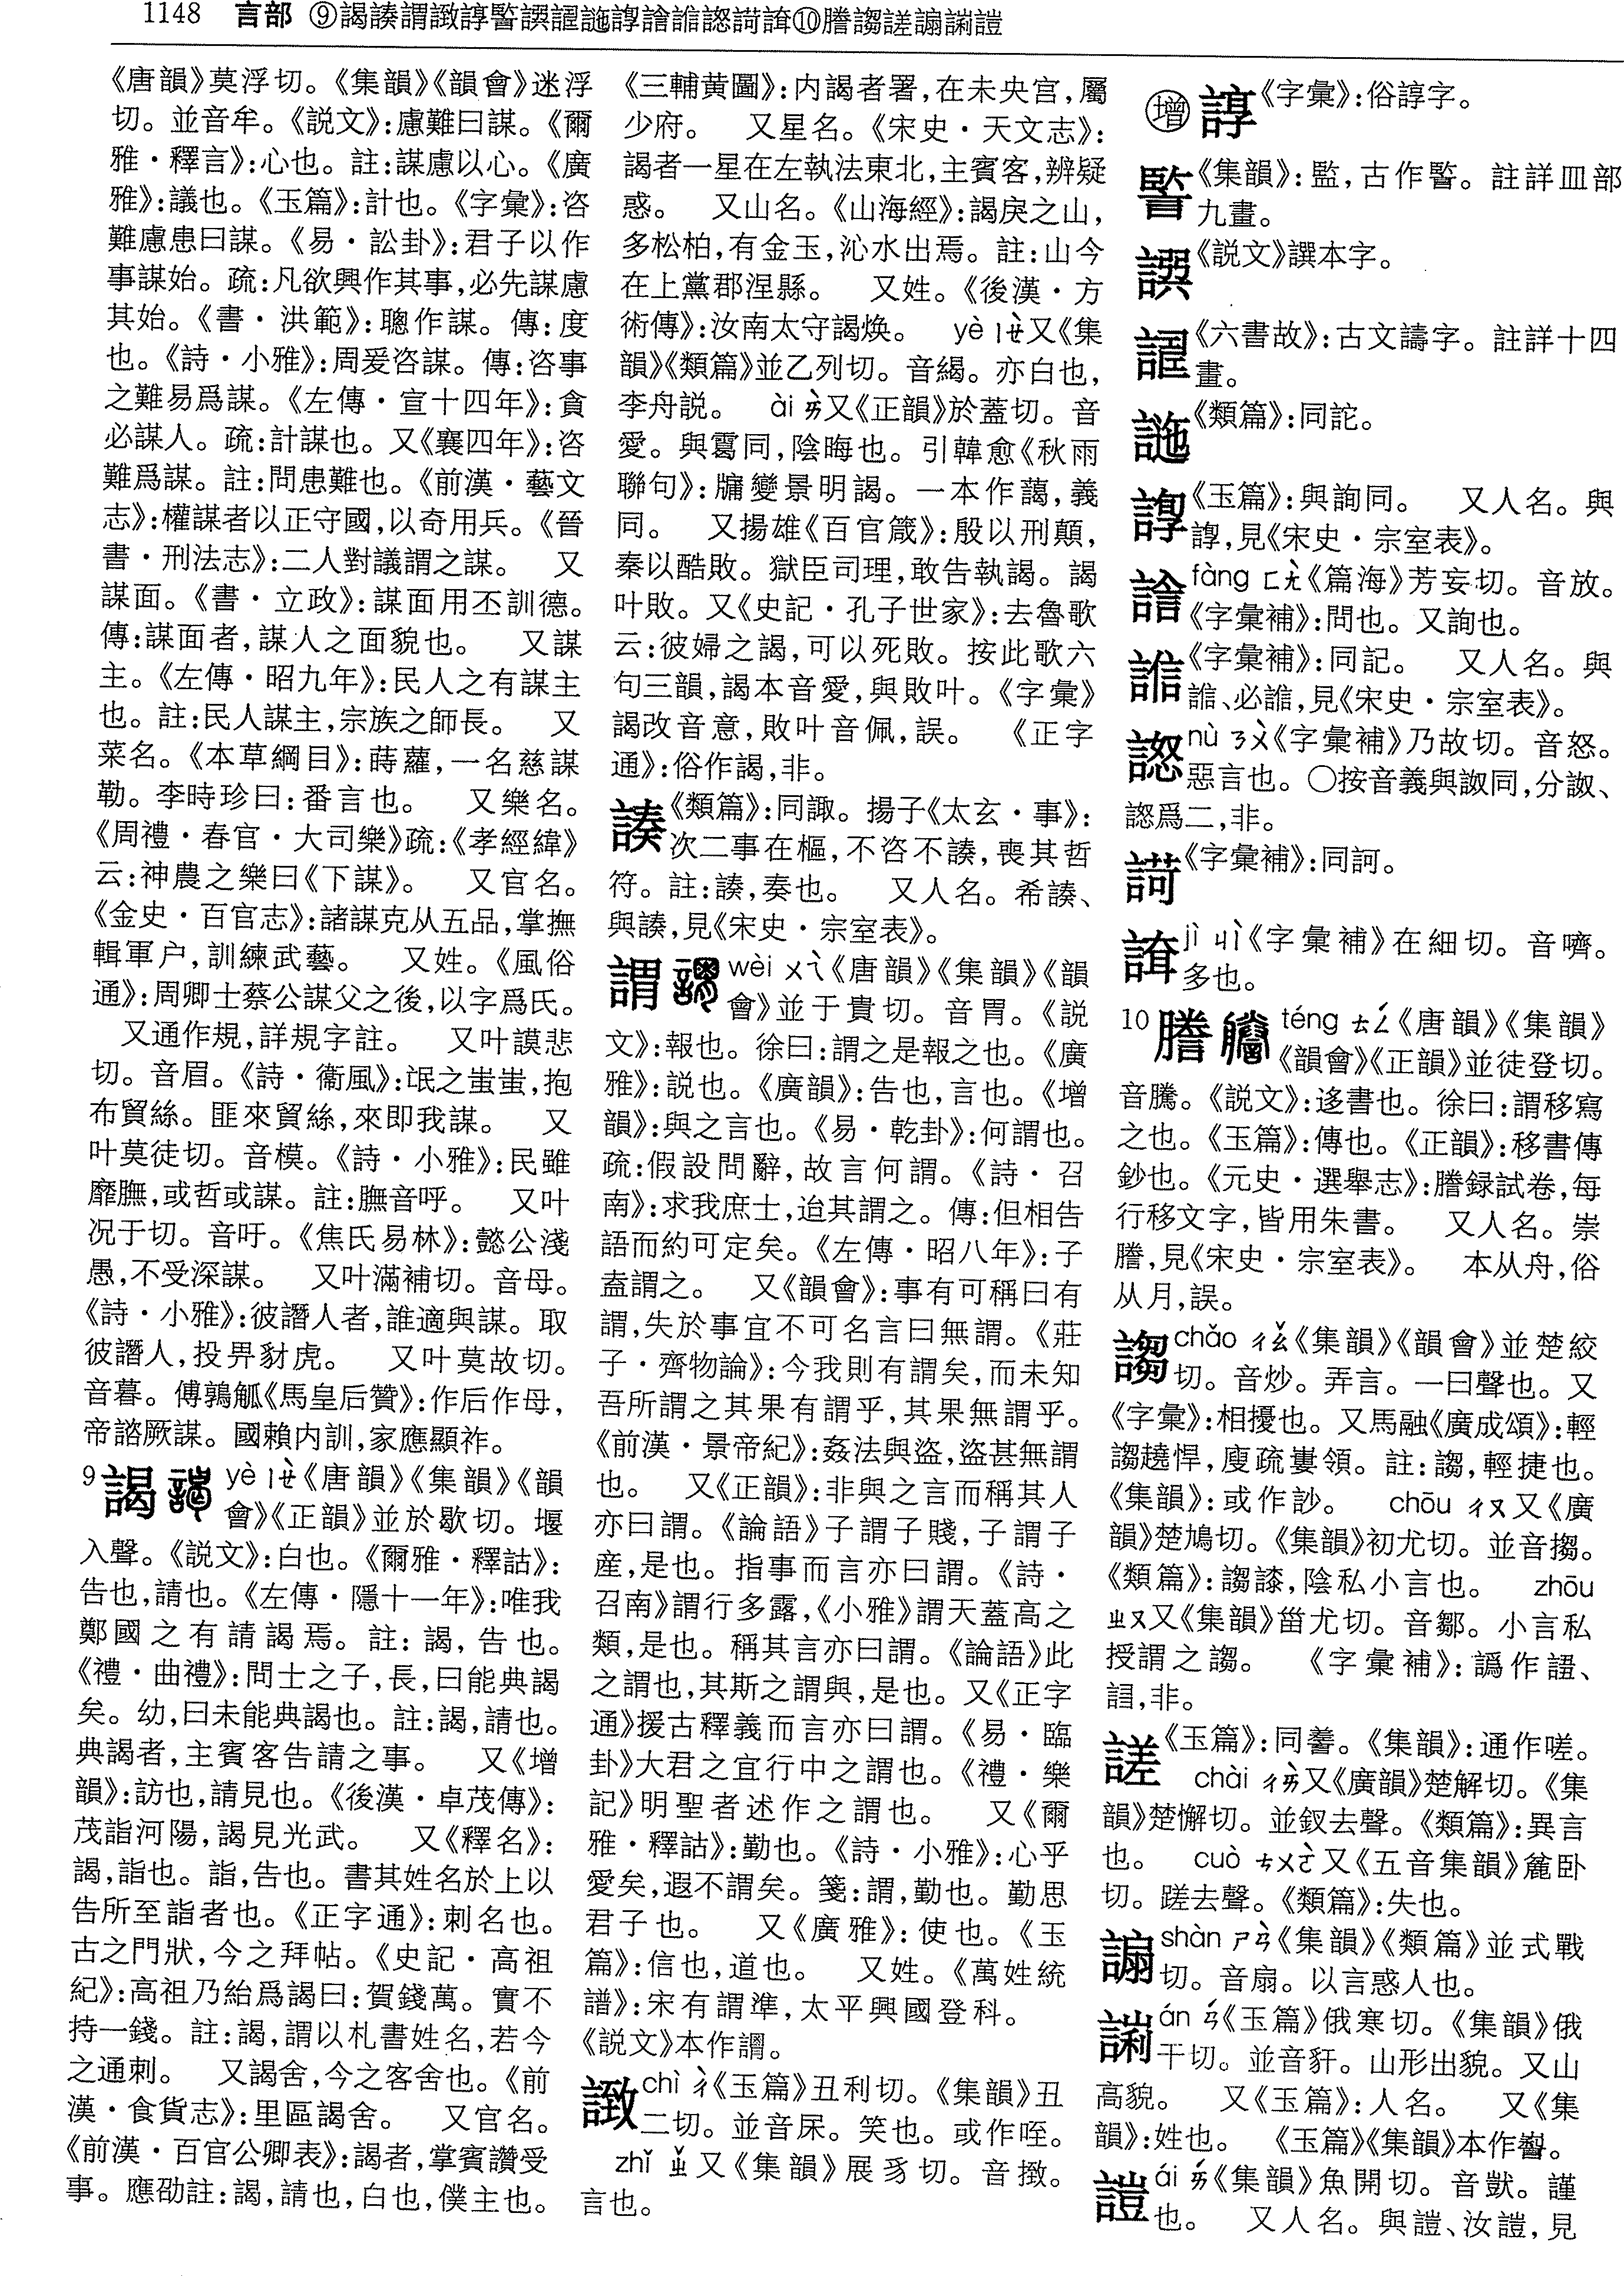 1148 言部 ⑨謁謰謂緻諄䜿譔諨䛱諄譮誰認謌諳⑩謄謅謎謆謝譺
《唐韻》莫浮切。《集韻》《韻會》迷浮
切。並音牟。《説文》:慮難曰謀。《爾
雅·釋言》:心也。註:謀慮以心。《廣
雅》:議也。《玉篇》:計也。《字彙》:咨
難慮患曰謀。《易·訟卦》:君子以作
事謀始。疏:凡欲興作其事,必先謀慮
其始。《書·洪範》:聰作謀。傳:度
也。《詩·小雅》:周爰咨謀。傳:咨事
之難易爲謀。《左傳·宣十四年》:貪
必謀人。疏:計謀也。又《襄四年》:咨
難爲謀。註:問患難也。《前漢·藝文
志》:權謀者以正守國,以奇用兵。《晉
書·刑法志》:二人對議謂之謀。 又
謀面。《書·立政》:謀面用丕訓德。
傳:謀面者,謀人之面貌也。 又謀
主。《左傳·昭九年》:民人之有謀主
也。註:民人謀主,宗族之師長。 又
菜名。《本草綱目》:蒔蘿,一名慈謀
勒。李時珍曰:番言也。 又樂名。
《周禮·春官·大司樂》疏:《孝經緯》
云:神農之樂曰《下謀》。 又官名。
《金史·百官志》:諸謀克从五品,掌撫
輯軍户,訓練武藝。 又姓。《風俗
通》:周卿士蔡公謀父之後,以字爲氏。
又通作規,詳規字註。 又叶謨悲
切。音眉。《詩·衞風》:氓之蚩蚩,抱
布貿絲。匪來貿絲,來即我謀。 又
叶莫徒切。音模。《詩·小雅》:民雖
靡膴,或哲或謀。註:膴音呼。 又叶
况于切。音吁。《焦氏易林》:懿公淺
愚,不受深謀。 又叶滿補切。音母。
《詩·小雅》:彼譖人者,誰適與謀。取
彼譖人,投畀豺虎。 又叶莫故切。
音暮。傅鶉觚《馬皇后贊》:作后作母,
帝諮厥謀。國賴内訓,家應顯祚。
9 謁 yè ㄧㄝˋ《唐韻》《集韻》《韻
會》《正韻》並於歇切。堰
入聲。《説文》:白也。《爾雅·釋詁》:
告也,請也。《左傳·隱十一年》:唯我
鄭國之有請謁焉。註:謁,告也。
《禮·曲禮》:問士之子,長,曰能典謁
矣。幼,曰未能典謁也。註:謁,請也。
典謁者,主賓客告請之事。 又《增
韻》:訪也,請見也。《後漢·卓茂傳》:
茂詣河陽,謁見光武。 又《釋名》:
謁,詣也。詣,告也。書其姓名於上以
告所至詣者也。《正字通》:刺名也。
古之門狀,今之拜帖。《史記·高祖
紀》:高祖乃紿爲謁曰:賀錢萬。實不
持一錢。註:謁,謂以札書姓名,若今
之通刺。 又謁舍,今之客舍也。《前
漢·食貨志》:里區謁舍。 又官名。
《前漢·百官公卿表》:謁者,掌賓讚受
事。應劭註:謁,請也,白也,僕主也。
《三輔黄圖》:内謁者署,在未央宫,屬
少府。 又星名。《宋史·天文志》:
謁者一星在左執法東北,主賓客,辨疑
惑。 又山名。《山海經》:謁戾之山,
多松柏,有金玉,沁水出焉。註:山今
在上黨郡涅縣。 又姓。《後漢·方
術傳》:汝南太守謁焕。 yè ㄧㄝˋ又《集
韻》《類篇》並乙列切。音緆。亦白也,
李舟説。 ài ㄞˋ又《正韻》於蓋切。音
愛。與靄同,陰晦也。引韓愈《秋雨
聯句》:牖變景明謁。一本作藹,義
同。 又揚雄《百官箴》:殷以刑顛,
秦以酷敗。獄臣司理,敢告執謁。謁
叶敗。又《史記·孔子世家》:去魯歌
云:彼婦之謁,可以死敗。按此歌六
句三韻,謁本音愛,與敗叶。《字彙》
謁改音意,敗叶音佩,誤。 《正字
通》:俗作謁,非。
謰《類篇》:同諏。揚子《太玄·事》:
次二事在樞,不咨不謥,喪其哲
符。註:謥,奏也。 又人名。希謥、
與謥,見《宋史·宗室表》。
謂 wèi ㄨㄟˋ《唐韻》《集韻》《韻
會》並于貴切。音胃。《説
文》:報也。徐曰:謂之是報之也。《廣
雅》:説也。《廣韻》:告也,言也。《增
韻》:與之言也。《易·乾卦》:何謂也。
疏:假設問辭,故言何謂。《詩·召
南》:求我庶士,迨其謂之。傳:但相告
語而約可定矣。《左傳·昭八年》:子
盍謂之。 又《韻會》:事有可稱曰有
謂,失於事宜不可名言曰無謂。《莊
子·齊物論》:今我則有謂矣,而未知
吾所謂之其果有謂乎,其果無謂乎。
《前漢·景帝紀》:姦法與盜,盜甚無謂
也。 又《正韻》:非與之言而稱其人
亦曰謂。《論語》子謂子賤,子謂子
産,是也。指事而言亦曰謂。《詩·
召南》謂行多露,《小雅》謂天蓋高之
類,是也。稱其言亦曰謂。《論語》此
之謂也,其斯之謂與,是也。又《正字
通》援古釋義而言亦曰謂。《易·臨
卦》大君之宜行中之謂也。《禮·樂
記》明聖者述作之謂也。 又《爾
雅·釋詁》:勤也。《詩·小雅》:心乎
愛矣,遐不謂矣。箋:謂,勤也。勤思
君子也。 又《廣雅》:使也。《玉
篇》:信也,道也。 又姓。《萬姓統
譜》:宋有謂準,太平興國登科。
《説文》本作𧬨。
chì ㄔˋ《玉篇》丑利切。《集韻》丑
二切。並音屎。笑也。或作咥。
zhǐ ㄓˇ又《集韻》展豸切。音撴。
言也。
㊞增 《字彙》:俗諄字。
《集韻》:監,古作䜿。註詳皿部
九畫。
《説文》譔本字。
《六書故》:古文譸字。註詳十四
畫。
《類篇》:同詑。
《玉篇》:與詢同。 又人名。與
,見《宋史·宗室表》。
fàng ㄈㄤˋ《篇海》芳妄切。音放。
《字彙補》:問也。又詢也。
《字彙補》:同記。 又人名。與
、必,見《宋史·宗室表》。
nù ㄋㄨˋ《字彙補》乃故切。音怒。
惡言也。〇按音義與詉同,分詉、
爲二,非。
《字彙補》:同訶。
jì ㄐㄧˋ《字彙補》在細切。音嚌。
多也。
10 謄 téng ㄊㄥˊ《唐韻》《集韻》
《韻會》《正韻》並徒登切。
音騰。《説文》:迻書也。徐曰:謂移寫
之也。《玉篇》:傳也。《正韻》:移書傳
鈔也。《元史·選舉志》:謄録試卷,每
行移文字,皆用朱書。 又人名。崇
謄,見《宋史·宗室表》。 本从舟,俗
从月,誤。
謅 chǎo ㄔㄠˇ《集韻》《韻會》並楚絞
切。音炒。弄言。一曰聲也。又
《字彙》:相擾也。又馬融《廣成頌》:輕
謅趬悍,廋疏嶁領。註:謅,輕捷也。
《集韻》:或作訬。 chōu ㄔㄡ又《廣
韻》楚鳩切。《集韻》初尤切。並音搊。
《類篇》:謅㴆,陰私小言也。 zhōu
ㄓㄡ又《集韻》甾尤切。音鄒。小言私
授謂之謅。 《字彙補》:譌作䛳、
䛛,非。
謎《玉篇》:同𧪘。《集韻》:通作嗟。
chài ㄔㄞˋ又《廣韻》楚解切。《集
韻》楚懈切。並釵去聲。《類篇》:異言
也。 cuò ㄘㄨㄛˋ又《五音集韻》麄卧
切。蹉去聲。《類篇》:失也。
謆 shàn ㄕㄢˋ《集韻》《類篇》並式戰
切。音扇。以言惑人也。
án ㄢˊ《玉篇》俄寒切。《集韻》俄
干切。並音豻。山形出貌。又山
高貌。 又《玉篇》:人名。 又《集
韻》:姓也。 《玉篇》《集韻》本作。
ái ㄞˊ《集韻》魚開切。音獃。謹
也。 又人名。與、汝,見